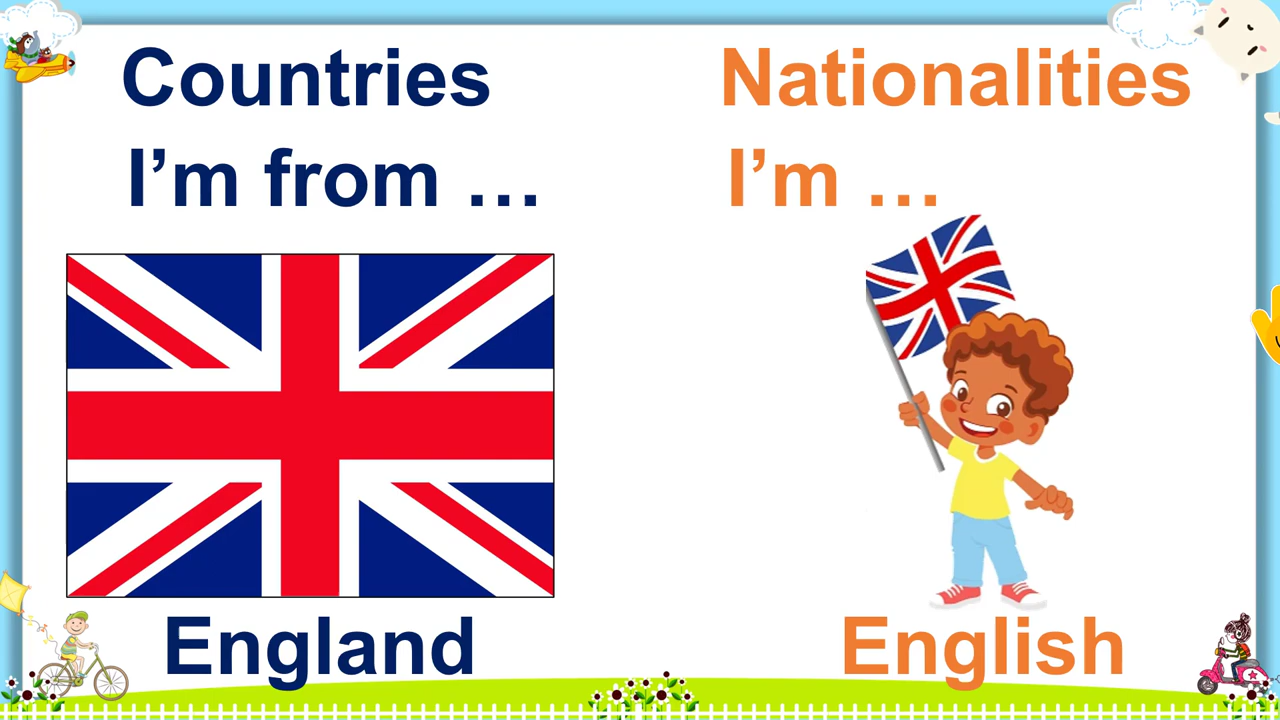 Countries
Nationalities
I’m from …
I’m …
England
English